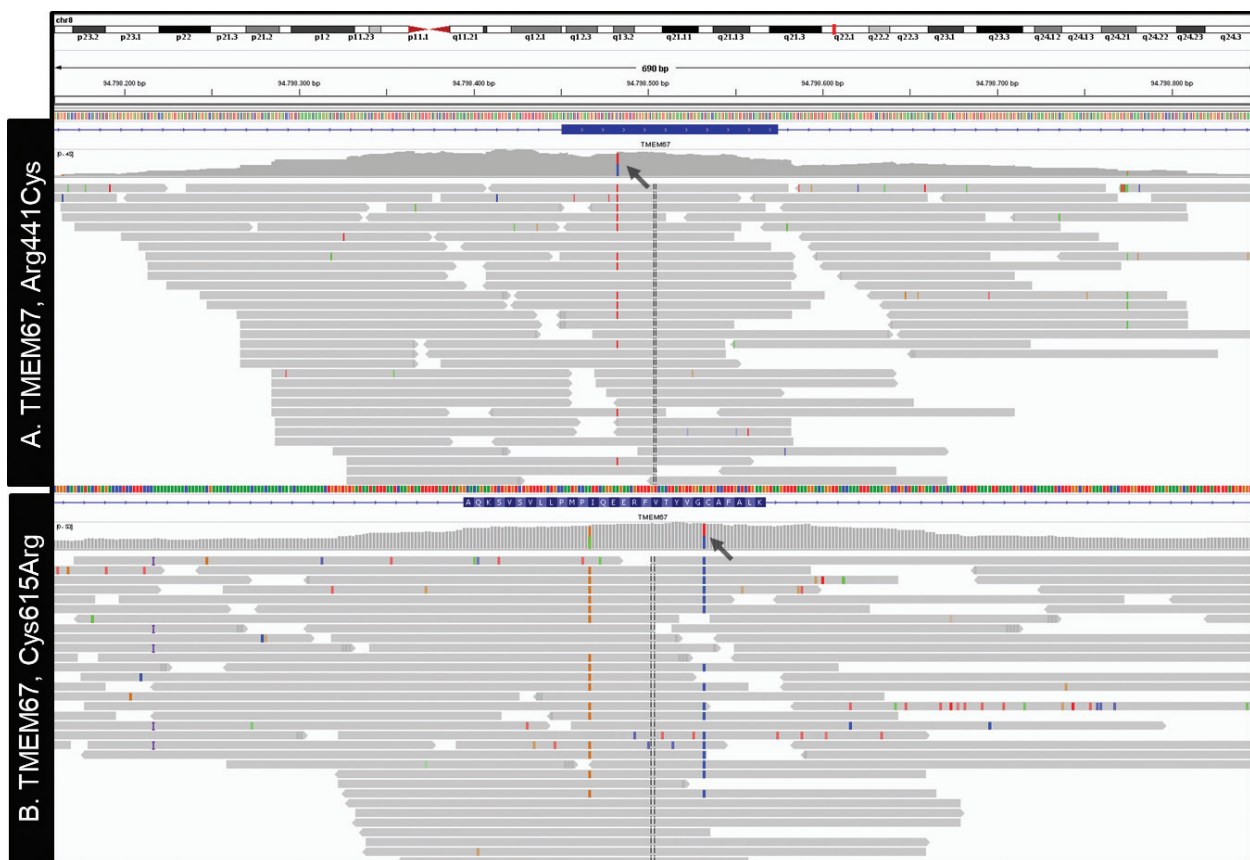 chr8
p23.2 p23.1 p22 p21.3 p21.2 p12 p11.23 p11.1 q11.21 q12.1 q12.3 q13.2 q21.11 q21.13 q21.3 q22.1 q22.2 q22.3 q23.1 q23.3 q24.12 q24.13 q24.21 q24.22 q24.23 q24.3
690 bp
94.790.200 bp 94.790.300 bp 94.790.400 bp 94.790.500 bp 94.790.600 bp 94.790.700 bp 94.790.800 bp
A. TMEM67, Arg441Cys
TMEM67
[0-45]
B. TMEM67, Cys615Arg
A Q K S V S V L L P M P I Q E E R F V T Y V G C A F A L K
TMEM67
[0-50]